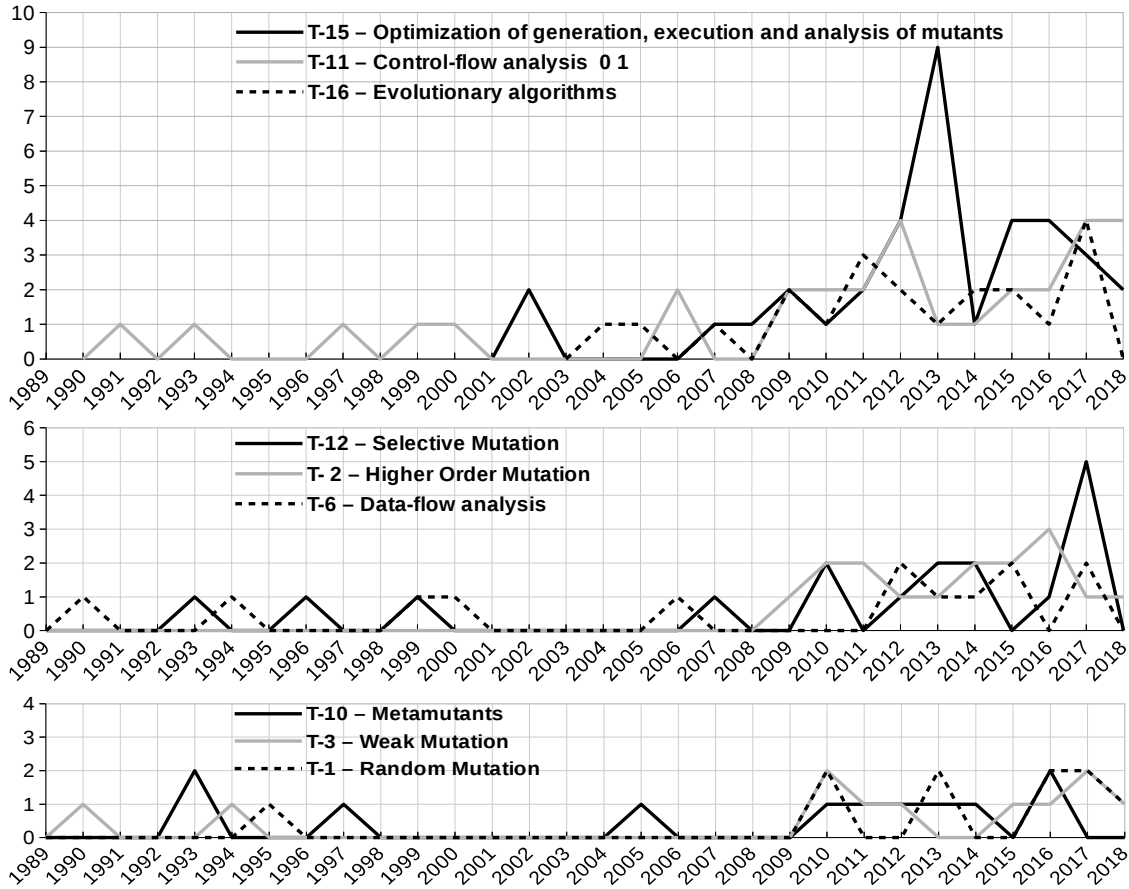 10
9
8
7
6
5
4
3
2
1
0
T-15 – Optimization of generation, execution and analysis of mutants
T-11 – Control-flow analysis  0 1
T-16 – Evolutionary algorithms
1989 1990 1991 1992 1993 1994 1995 1996 1997 1998 1999 2000 2001 2002 2003 2004 2005 2006 2007 2008 2009 2010 2011 2012 2013 2014 2015 2016 2017 2018
6
5
4
3
2
1
0
T-12 – Selective Mutation
T- 2 – Higher Order Mutation
T-6 – Data-flow analysis
1989 1990 1991 1992 1993 1994 1995 1996 1997 1998 1999 2000 2001 2002 2003 2004 2005 2006 2007 2008 2009 2010 2011 2012 2013 2014 2015 2016 2017 2018
4
3
2
1
0
T-10 – Metamutants
T-3 – Weak Mutation
T-1 – Random Mutation
1989 1990 1991 1992 1993 1994 1995 1996 1997 1998 1999 2000 2001 2002 2003 2004 2005 2006 2007 2008 2009 2010 2011 2012 2013 2014 2015 2016 2017 2018